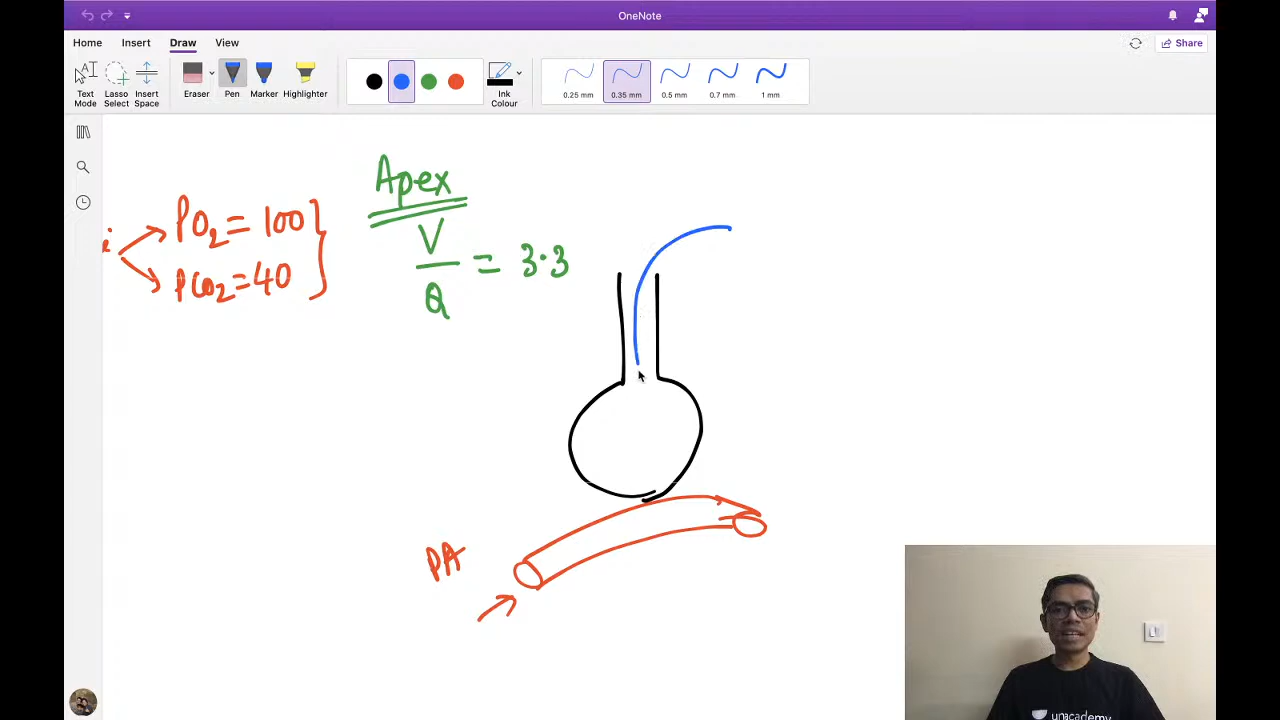 OneNote
Home Insert Draw View
Share
Text Mode
Lasso Select
Insert Space
Eraser
Pen
Marker
Highlighter
Ink Colour
0.25 mm
0.35 mm
0.5 mm
0.7 mm
1 mm
Apex
PO2 = 100
PCO2=40
V
Q
= 3.3
PA
unacademy